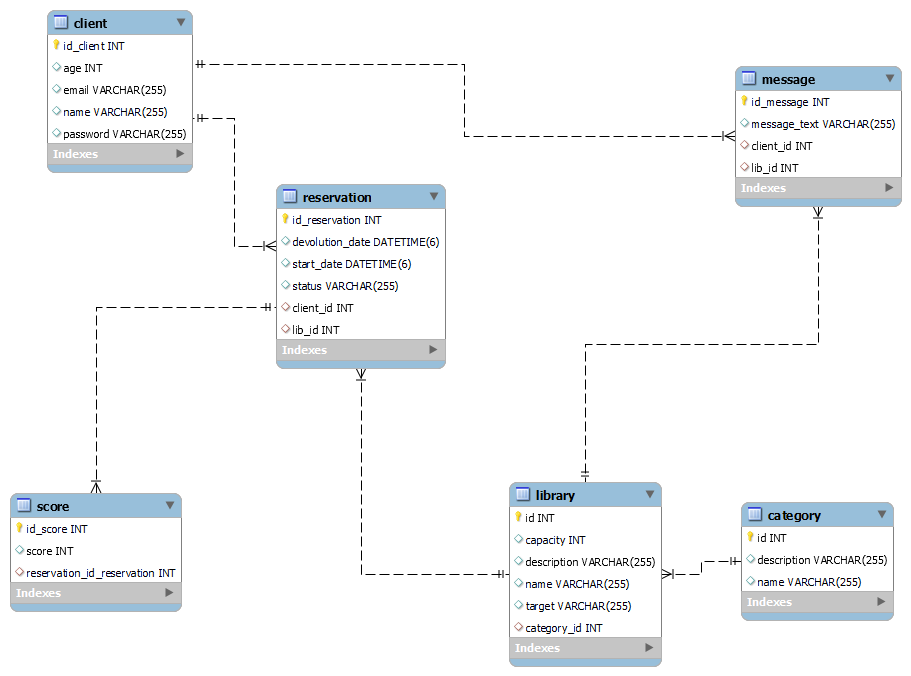 client
id_client INT
age INT
email VARCHAR(255)
name VARCHAR(255)
password VARCHAR(255)
Indexes
message
id_message INT
message_text VARCHAR(255)
client_id INT
lib_id INT
Indexes
reservation
id_reservation INT
devolution_date DATETIME(6)
start_date DATETIME(6)
status VARCHAR(255)
client_id INT
lib_id INT
Indexes
score
id_score INT
score INT
reservation_id_reservation INT
Indexes
library
id INT
capacity INT
description VARCHAR(255)
name VARCHAR(255)
target VARCHAR(255)
category_id INT
Indexes
category
id INT
description VARCHAR(255)
name VARCHAR(255)
Indexes